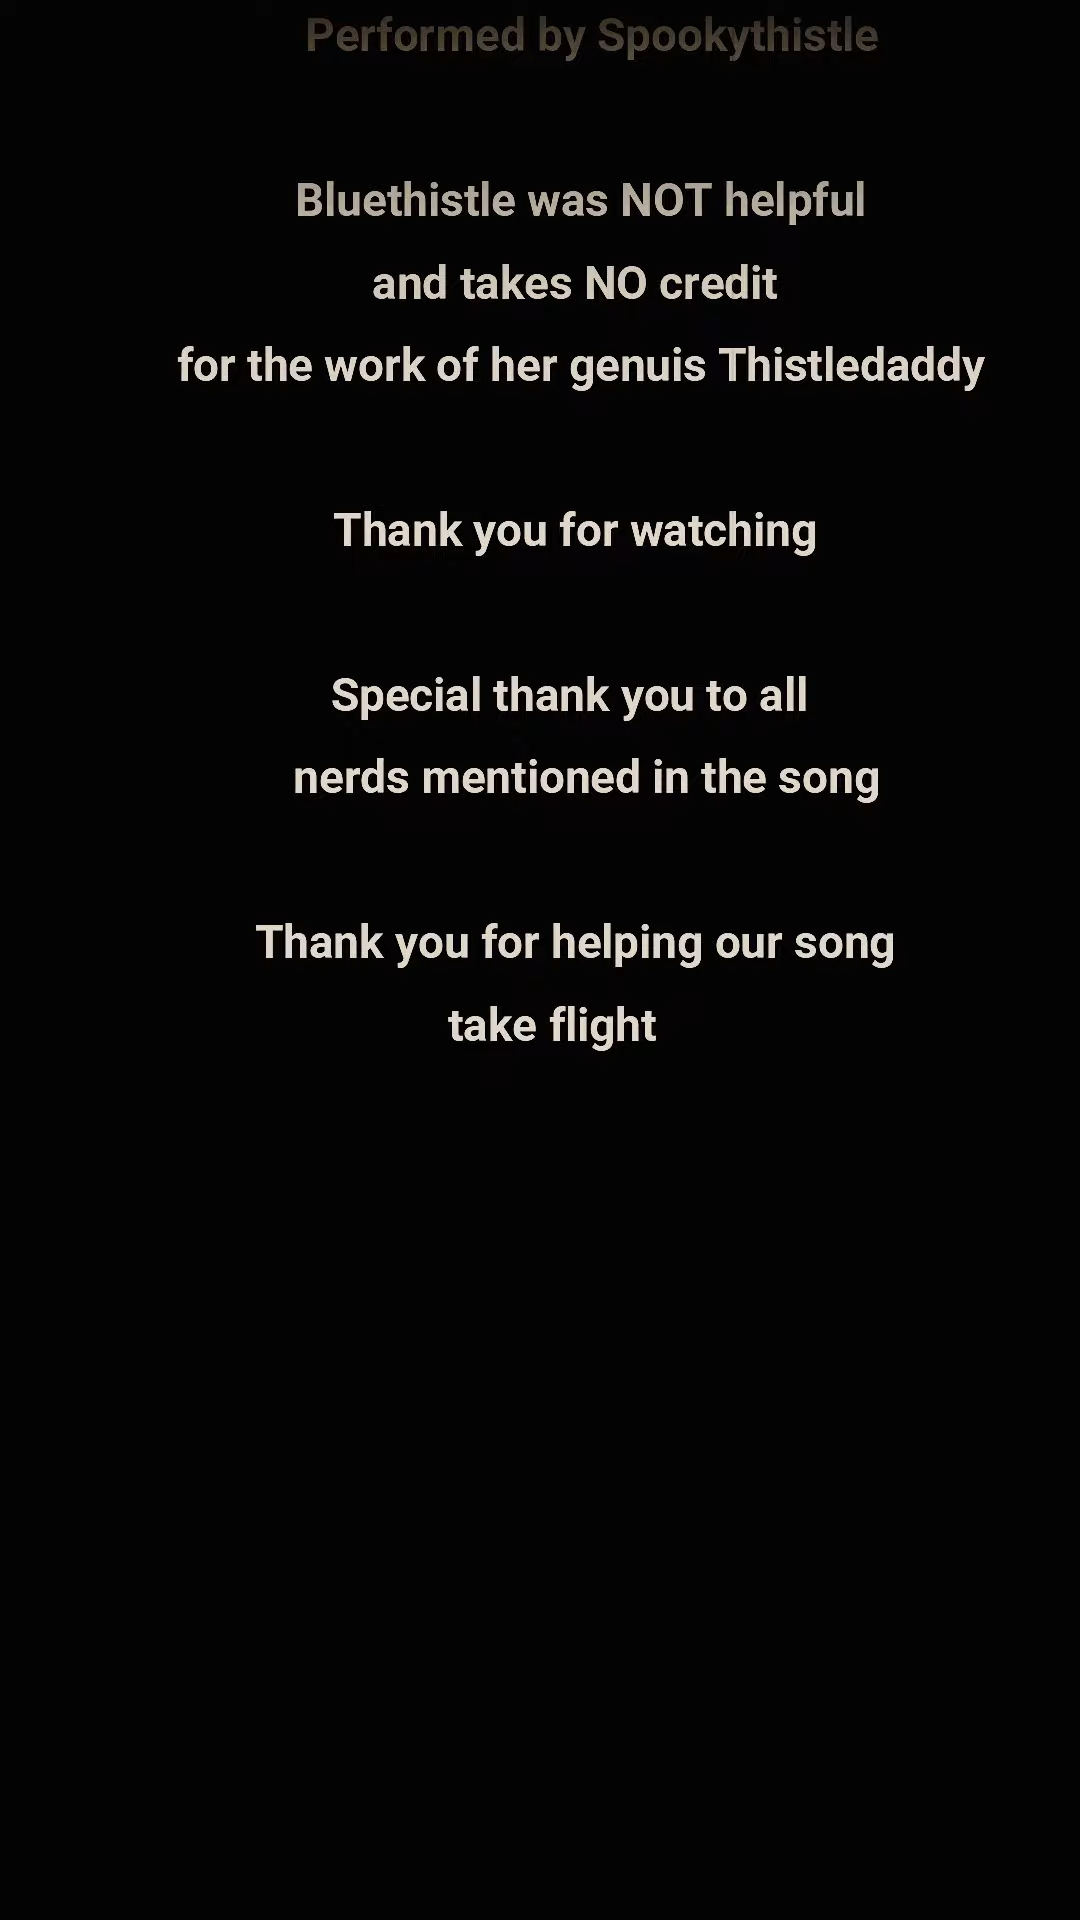 Performed by Spookythistle
Bluethistle was NOT helpful
and takes NO credit
for the work of her genuis Thistledaddy
Thank you for watching
Special thank you to all
nerds mentioned in the song
Thank you for helping our song
take flight